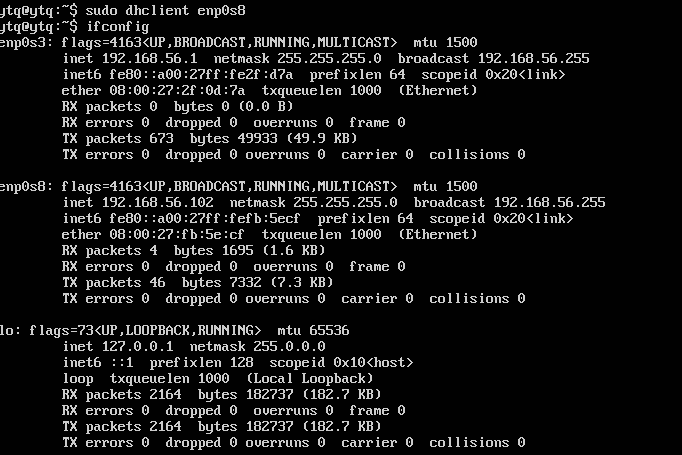 ytq@ytq:~$ sudo dhclient enp0s8
ytq@ytq:~$ ifconfig
enp0s3: flags=4163<UP,BROADCAST,RUNNING,MULTICAST>  mtu 1500
inet 192.168.56.1  netmask 255.255.255.0  broadcast 192.168.56.255
inet6 fe80::a00:27ff:fe2f:d7a  prefixlen 64  scopeid 0x20<link>
ether 08:00:27:2f:0d:7a  txqueuelen 1000  (Ethernet)
RX packets 0  bytes 0 (0.0 B)
RX errors 0  dropped 0  overruns 0  frame 0
TX packets 673  bytes 49933 (49.9 KB)
TX errors 0  dropped 0 overruns 0  carrier 0  collisions 0
enp0s8: flags=4163<UP,BROADCAST,RUNNING,MULTICAST>  mtu 1500
inet 192.168.56.102  netmask 255.255.255.0  broadcast 192.168.56.255
inet6 fe80::a00:27ff:fefb:5ecf  prefixlen 64  scopeid 0x20<link>
ether 08:00:27:fb:5e:cf  txqueuelen 1000  (Ethernet)
RX packets 4  bytes 1695 (1.6 KB)
RX errors 0  dropped 0  overruns 0  frame 0
TX packets 46  bytes 7332 (7.3 KB)
TX errors 0  dropped 0 overruns 0  carrier 0  collisions 0
lo: flags=73<UP,LOOPBACK,RUNNING>  mtu 65536
inet 127.0.0.1  netmask 255.0.0.0
inet6 ::1  prefixlen 128  scopeid 0x10<host>
loop  txqueuelen 1000  (Local Loopback)
RX packets 2164  bytes 182737 (182.7 KB)
RX errors 0  dropped 0  overruns 0  frame 0
TX packets 2164  bytes 182737 (182.7 KB)
TX errors 0  dropped 0 overruns 0  carrier 0  collisions 0